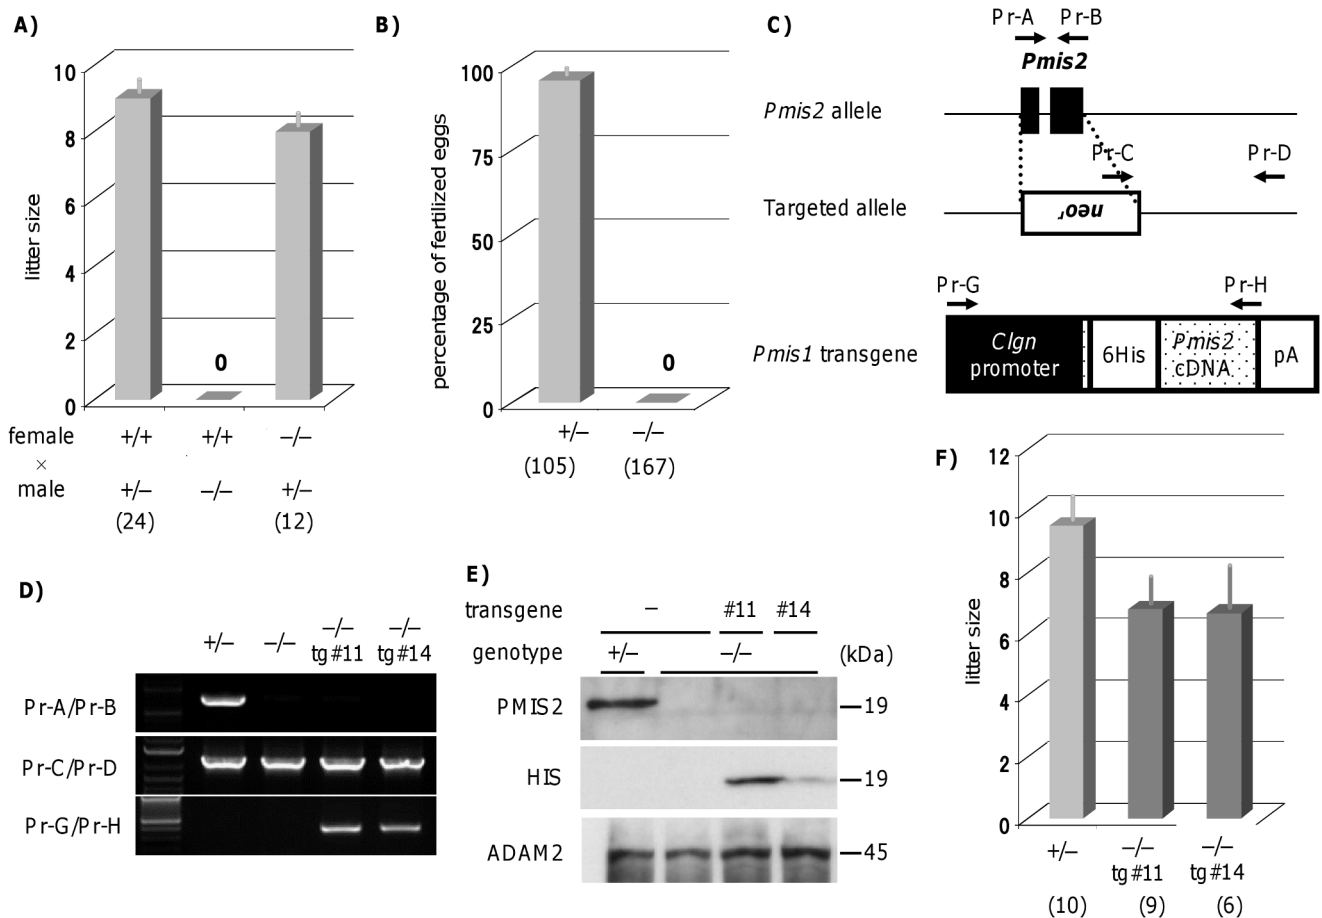 A)
10
8
6
4
2
0
litter size
0
female +/+ +/+ –/–
×
male +/– –/– +/–
(24) (12)
B)
100
75
50
25
0
percentage of fertilized eggs
0
+/– –/–
(105) (167)
C)
Pr-A Pr-B
Pmis2
Pmis2 allele
Pr-C Pr-D
Targeted allele
neoʳ
Pr-G Pr-H
Pmis1 transgene
Clgn promoter
6His
Pmis2 cDNA
pA
D)
+/– –/– –/– –/–
tg#11 tg#14
Pr-A/Pr-B
Pr-C/Pr-D
Pr-G/Pr-H
E)
transgene – #11 #14
genotype +/– –/– (kDa)
PMIS2 19
HIS 19
ADAM2 45
F)
12
10
8
6
4
2
0
litter size
+/– –/– –/–
tg#11 tg#14
(10) (9) (6)